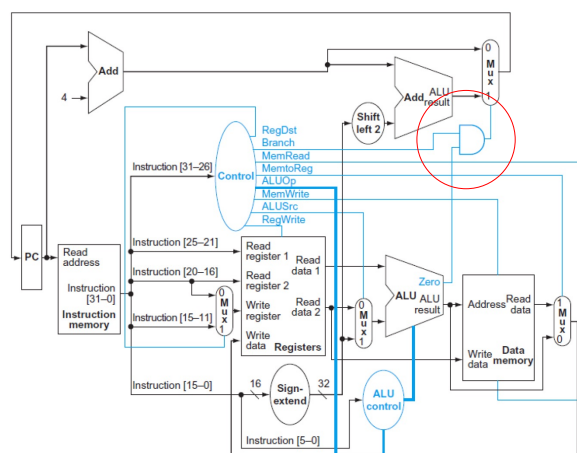 0
M
u
x
1
Add
Add
ALU
result
4
Shift
left 2
RegDst
Branch
MemRead
MemtoReg
ALUOp
MemWrite
ALUSrc
RegWrite
Control
Instruction [31–26]
Instruction [25–21]
Instruction [20–16]
Instruction [15–11]
PC
Read
address
Instruction
[31–0]
Instruction
memory
0
M
u
x
1
Read
register 1
Read
register 2
Write
register
Write
data
Read
data 1
Read
data 2
Registers
0
M
u
x
1
Zero
ALU
ALU
result
Address
Read
data
Write
data
Data
memory
1
M
u
x
0
Instruction [15–0]
16
Sign-
extend
32
ALU
control
Instruction [5–0]